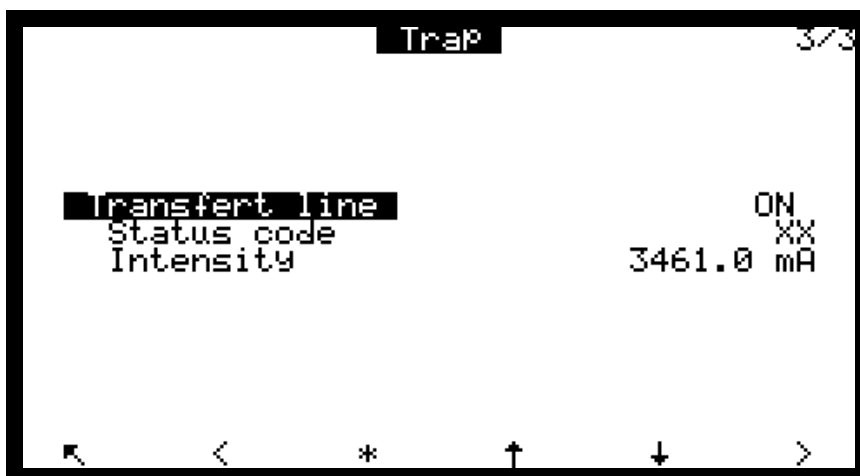 Trap 3/3
Transfert line ON
Status code XX
Intensity 3461.0 mA
↖ < * ↑ ↓ >